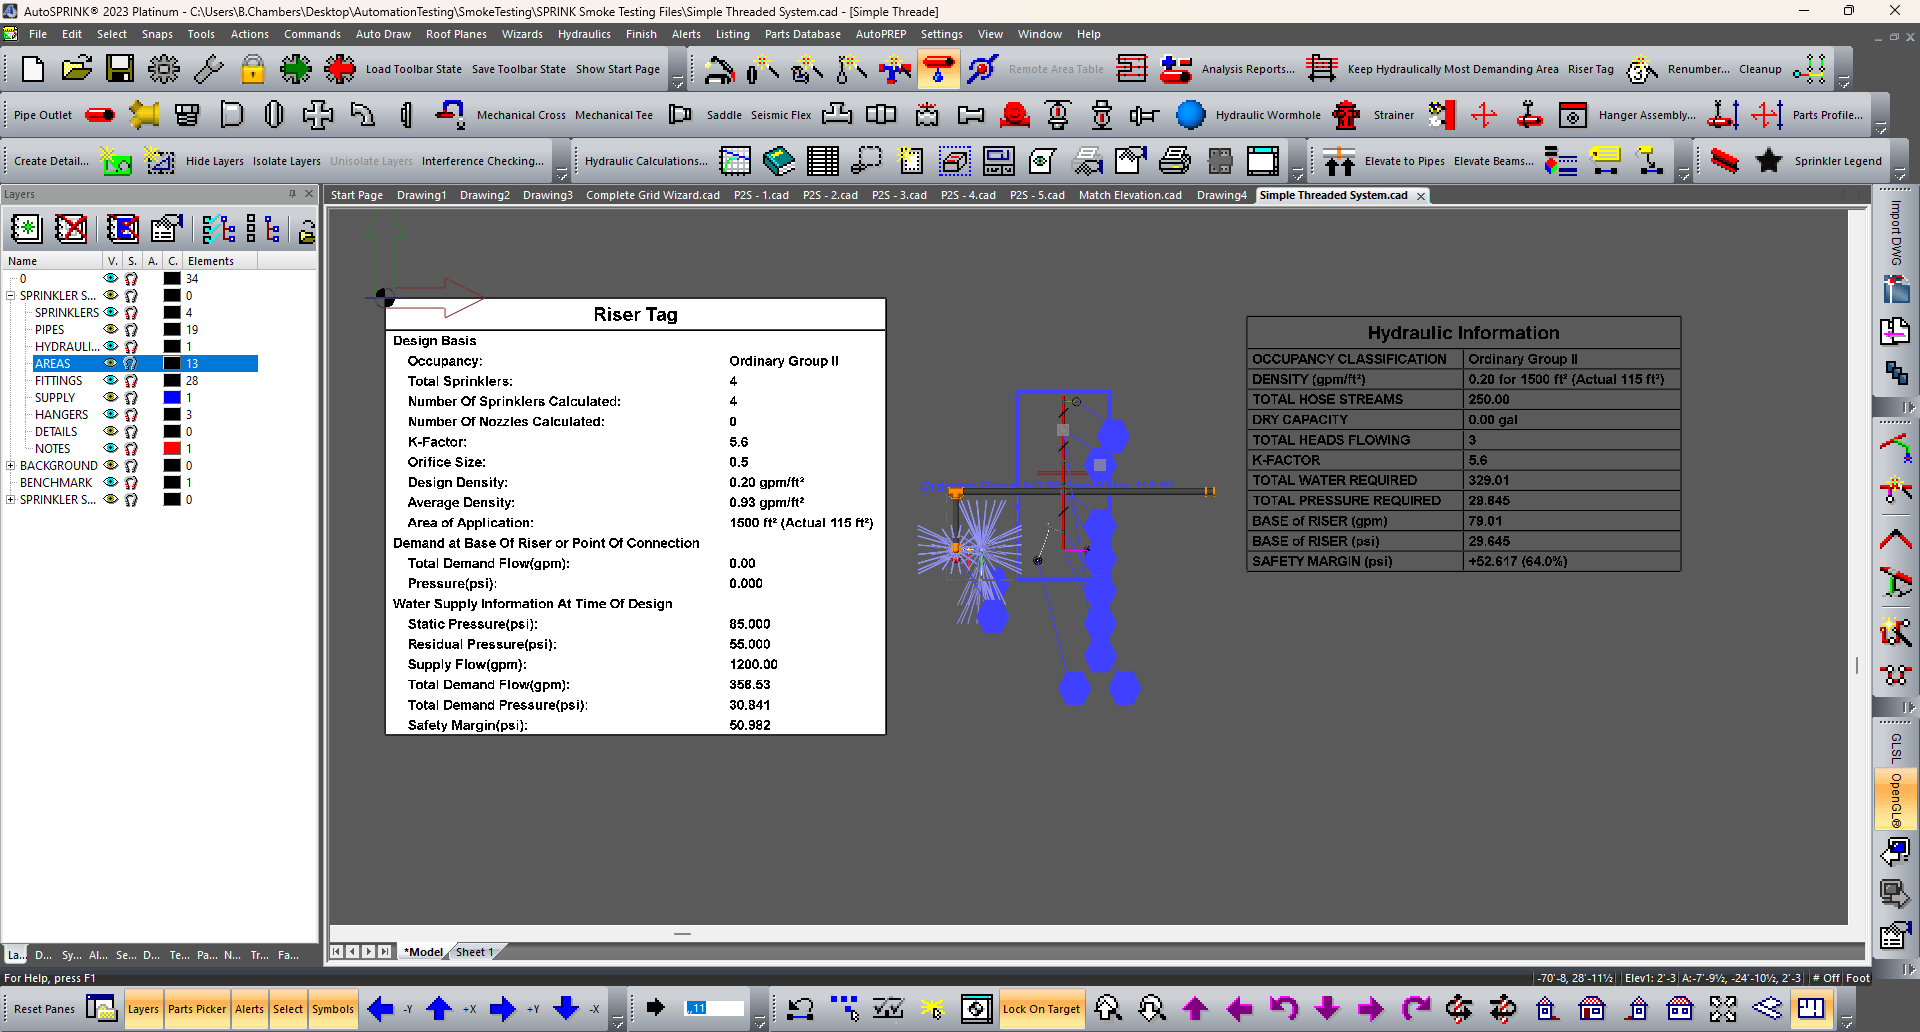 AutoSPRINK® 2023 Platinum - C:\Users\B.Chambers\Desktop\AutomationTesting\SmokeTesting\SPRINK Smoke Testing Files\Simple Threaded System.cad - [Simple Threade]
File Edit Select Snaps Tools Actions Commands Auto Draw Roof Planes Wizards Hydraulics Finish Alerts Listing Parts Database AutoPREP Settings View Window Help
Load Toolbar State Save Toolbar State Show Start Page Remote Area Table Analysis Reports... Keep Hydraulically Most Demanding Area Riser Tag Renumber... Cleanup
Pipe Outlet Mechanical Cross Mechanical Tee Saddle Seismic Flex Hydraulic Wormhole Strainer Hanger Assembly... Parts Profile...
Create Detail... Hide Layers Isolate Layers Unisolate Layers Interference Checking... Hydraulic Calculations... Elevate to Pipes Elevate Beams... Sprinkler Legend
Layers
Start Page Drawing1 Drawing2 Drawing3 Complete Grid Wizard.cad P2S - 1.cad P2S - 2.cad P2S - 3.cad P2S - 4.cad P2S - 5.cad Match Elevation.cad Drawing4 Simple Threaded System.cad
Name V. S. A. C. Elements
0 34
SPRINKLER S... 0
SPRINKLERS 4
PIPES 19
HYDRAULI... 1
AREAS 13
FITTINGS 28
SUPPLY 1
HANGERS 3
DETAILS 0
NOTES 1
BACKGROUND 0
BENCHMARK 1
SPRINKLER S... 0
Riser Tag
Design Basis
Occupancy: Ordinary Group II
Total Sprinklers: 4
Number Of Sprinklers Calculated: 4
Number Of Nozzles Calculated: 0
K-Factor: 5.6
Orifice Size: 0.5
Design Density: 0.20 gpm/ft²
Average Density: 0.93 gpm/ft²
Area of Application: 1500 ft² (Actual 115 ft²)
Demand at Base Of Riser or Point Of Connection
Total Demand Flow(gpm): 0.00
Pressure(psi): 0.000
Water Supply Information At Time Of Design
Static Pressure(psi): 85.000
Residual Pressure(psi): 55.000
Supply Flow(gpm): 1200.00
Total Demand Flow(gpm): 356.53
Total Demand Pressure(psi): 30.841
Safety Margin(psi): 50.982
Hydraulic Information
OCCUPANCY CLASSIFICATION Ordinary Group II
DENSITY (gpm/ft²) 0.20 for 1500 ft² (Actual 115 ft²)
TOTAL HOSE STREAMS 250.00
DRY CAPACITY 0.00 gal
TOTAL HEADS FLOWING 3
K-FACTOR 5.6
TOTAL WATER REQUIRED 329.01
TOTAL PRESSURE REQUIRED 29.645
BASE of RISER (gpm) 79.01
BASE of RISER (psi) 29.645
SAFETY MARGIN (psi) +52.617 (64.0%)
Import DWG
GLSL
OpenGL®
La... D... Sy... Al... Se... D... Te... Pa... N... Tr... Fa...
*Model Sheet 1
For Help, press F1
-70'-8, 28'-11½ Elev1: 2'-3 A:-7'-9½, -24'-10½, 2'-3 # Off Foot
Reset Panes Layers Parts Picker Alerts Select Symbols -Y +X +Y -X ,,11 Lock On Target